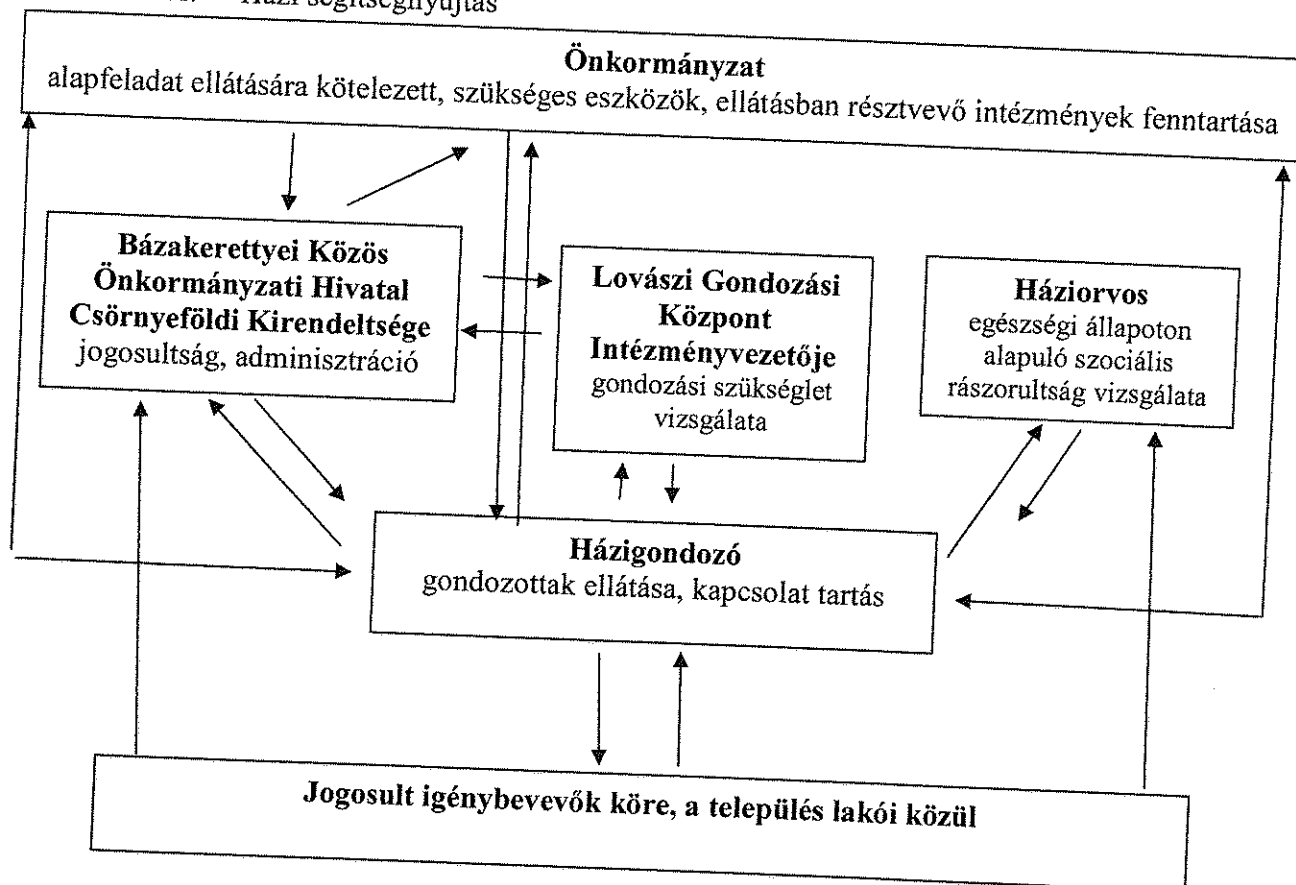 Házi segítségnyújtás
Önkormányzat
alapfeladat ellátására kötelezett, szükséges eszközök, ellátásban résztvevő intézmények fenntartása
Bázakerettyei Közös
Önkormányzati Hivatal
Csörnyeföldi Kirendeltsége
jogosultság, adminisztráció
Lovászi Gondozási
Központ
Intézményvezetője
gondozási szükséglet
vizsgálata
Háziorvos
egészségi állapoton
alapuló szociális
rászorultság vizsgálata
Házigondozó
gondozottak ellátása, kapcsolat tartás
Jogosult igénybevevők köre, a település lakói közül